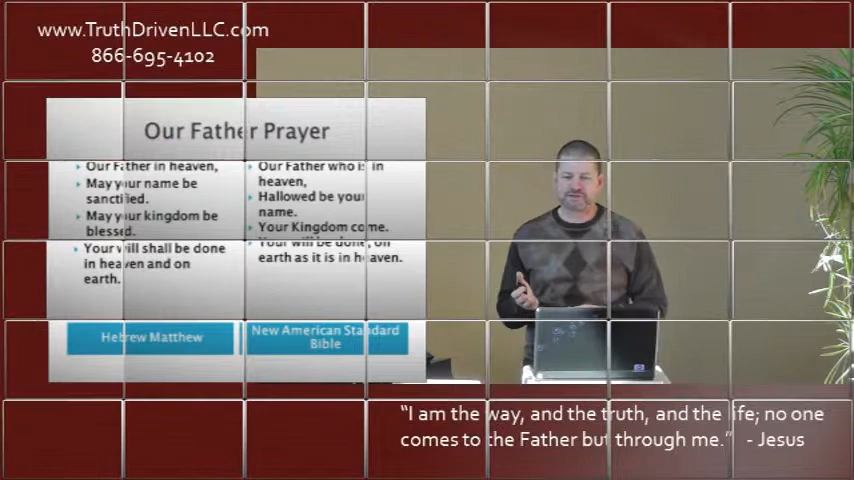 www.TruthDrivenLLC.com
866-695-4102
Our Father Prayer
Our Father in heaven,
May your name be
sanctified.
May your kingdom be
blessed.
Your will shall be done
in heaven and on
earth.
Hebrew Matthew
Our Father who is in
heaven,
Hallowed be your
name.
Your Kingdom come.
Your will be done, on
earth as it is in heaven.
New American Standard
Bible
“I am the way, and the truth, and the life; no one
comes to the Father but through me.” - Jesus